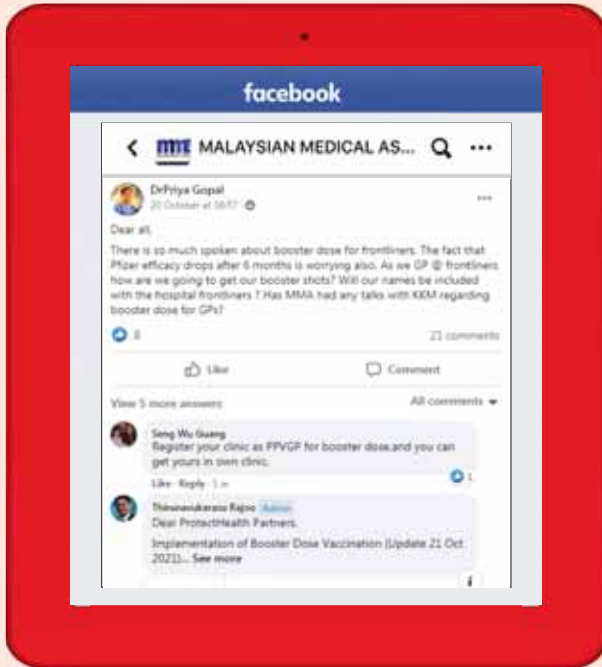 facebook
MALAYSIAN MEDICAL AS...
DrPriya Gopal
20 October at 16:57
Dear all,
There is so much spoken about booster dose for frontliners. The fact that
Pfizer efficacy drops after 6 months is worrying also. As we GP @ frontliners
how are we going to get our booster shots? Will our names be included
with the hospital frontliners ? Has MMA had any talks with KKM regarding
booster dose for GPs?
8
21 comments
Like
Comment
View 5 more answers
All comments
Seng Wu Guang
Register your clinic as PPVGP for booster dose.and you can
get yours in own clinic.
Like · Reply · 1 w
1
Thirunavukarasu Rajoo Admin
Dear ProtectHealth Partners.
Implementation of Booster Dose Vaccination (Update 21 Oct
2021)... See more